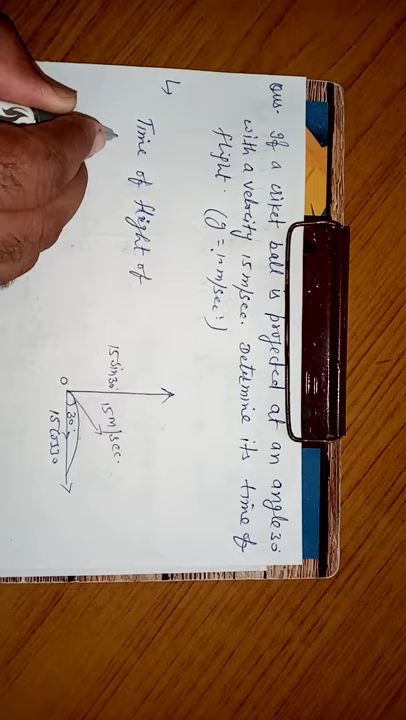 Ques. If a criket ball is projected at an angle 30°
with a velocity 15 m/sec. Determine its time of
flight. (g = 10 m/sec²)
↳
Time of flight of
15 sin 30
15 m/sec.
O
30°
15 cos 30